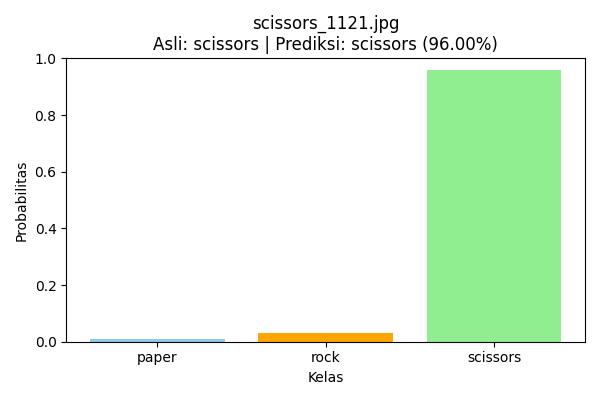 scissors_1121.jpg
Asli: scissors | Prediksi: scissors (96.00%)
1.0
0.8
0.6
0.4
0.2
0.0
Probabilitas
paper
rock
scissors
Kelas